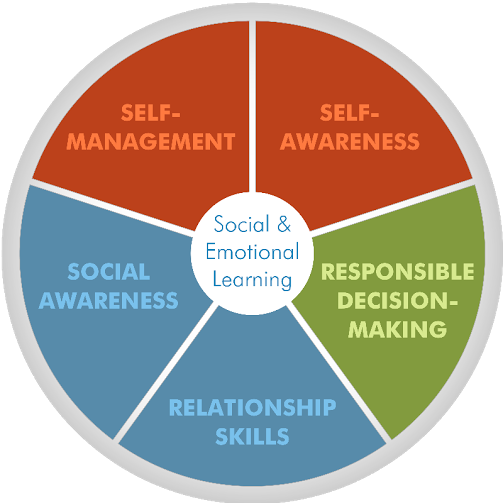 SELF-
MANAGEMENT
SELF-
AWARENESS
Social &
Emotional
Learning
SOCIAL
AWARENESS
RESPONSIBLE
DECISION-
MAKING
RELATIONSHIP
SKILLS